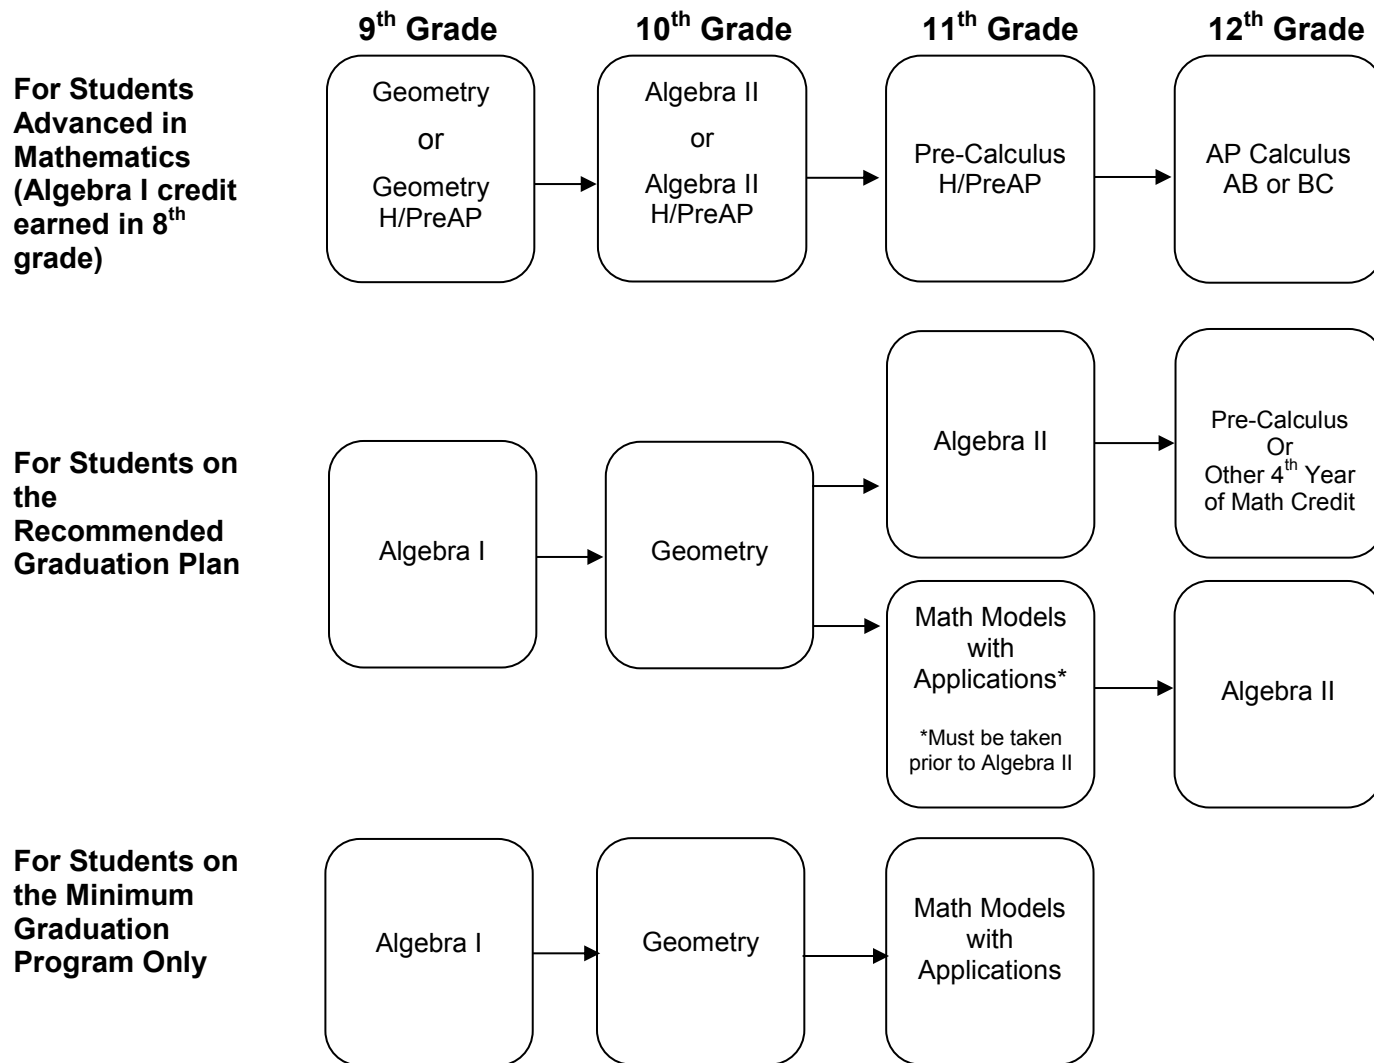 9th Grade
10th Grade
11th Grade
12th Grade
For Students
Advanced in
Mathematics
(Algebra I credit
earned in 8th
grade)
Geometry
or
Geometry
H/PreAP
Algebra II
or
Algebra II
H/PreAP
Pre-Calculus
H/PreAP
AP Calculus
AB or BC
For Students on
the
Recommended
Graduation Plan
Algebra I
Geometry
Algebra II
Pre-Calculus
Or
Other 4th Year
of Math Credit
Math Models
with
Applications*
*Must be taken
prior to Algebra II
Algebra II
For Students on
the Minimum
Graduation
Program Only
Algebra I
Geometry
Math Models
with
Applications